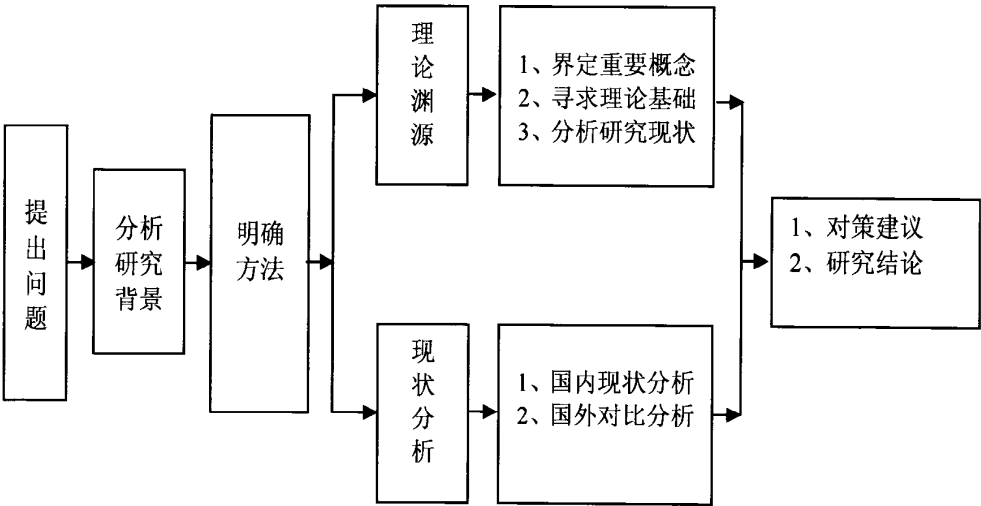 提出问题
分析
研究
背景
明确
方法
理论渊源
1、界定重要概念
2、寻求理论基础
3、分析研究现状
现状分析
1、国内现状分析
2、国外对比分析
1、对策建议
2、研究结论